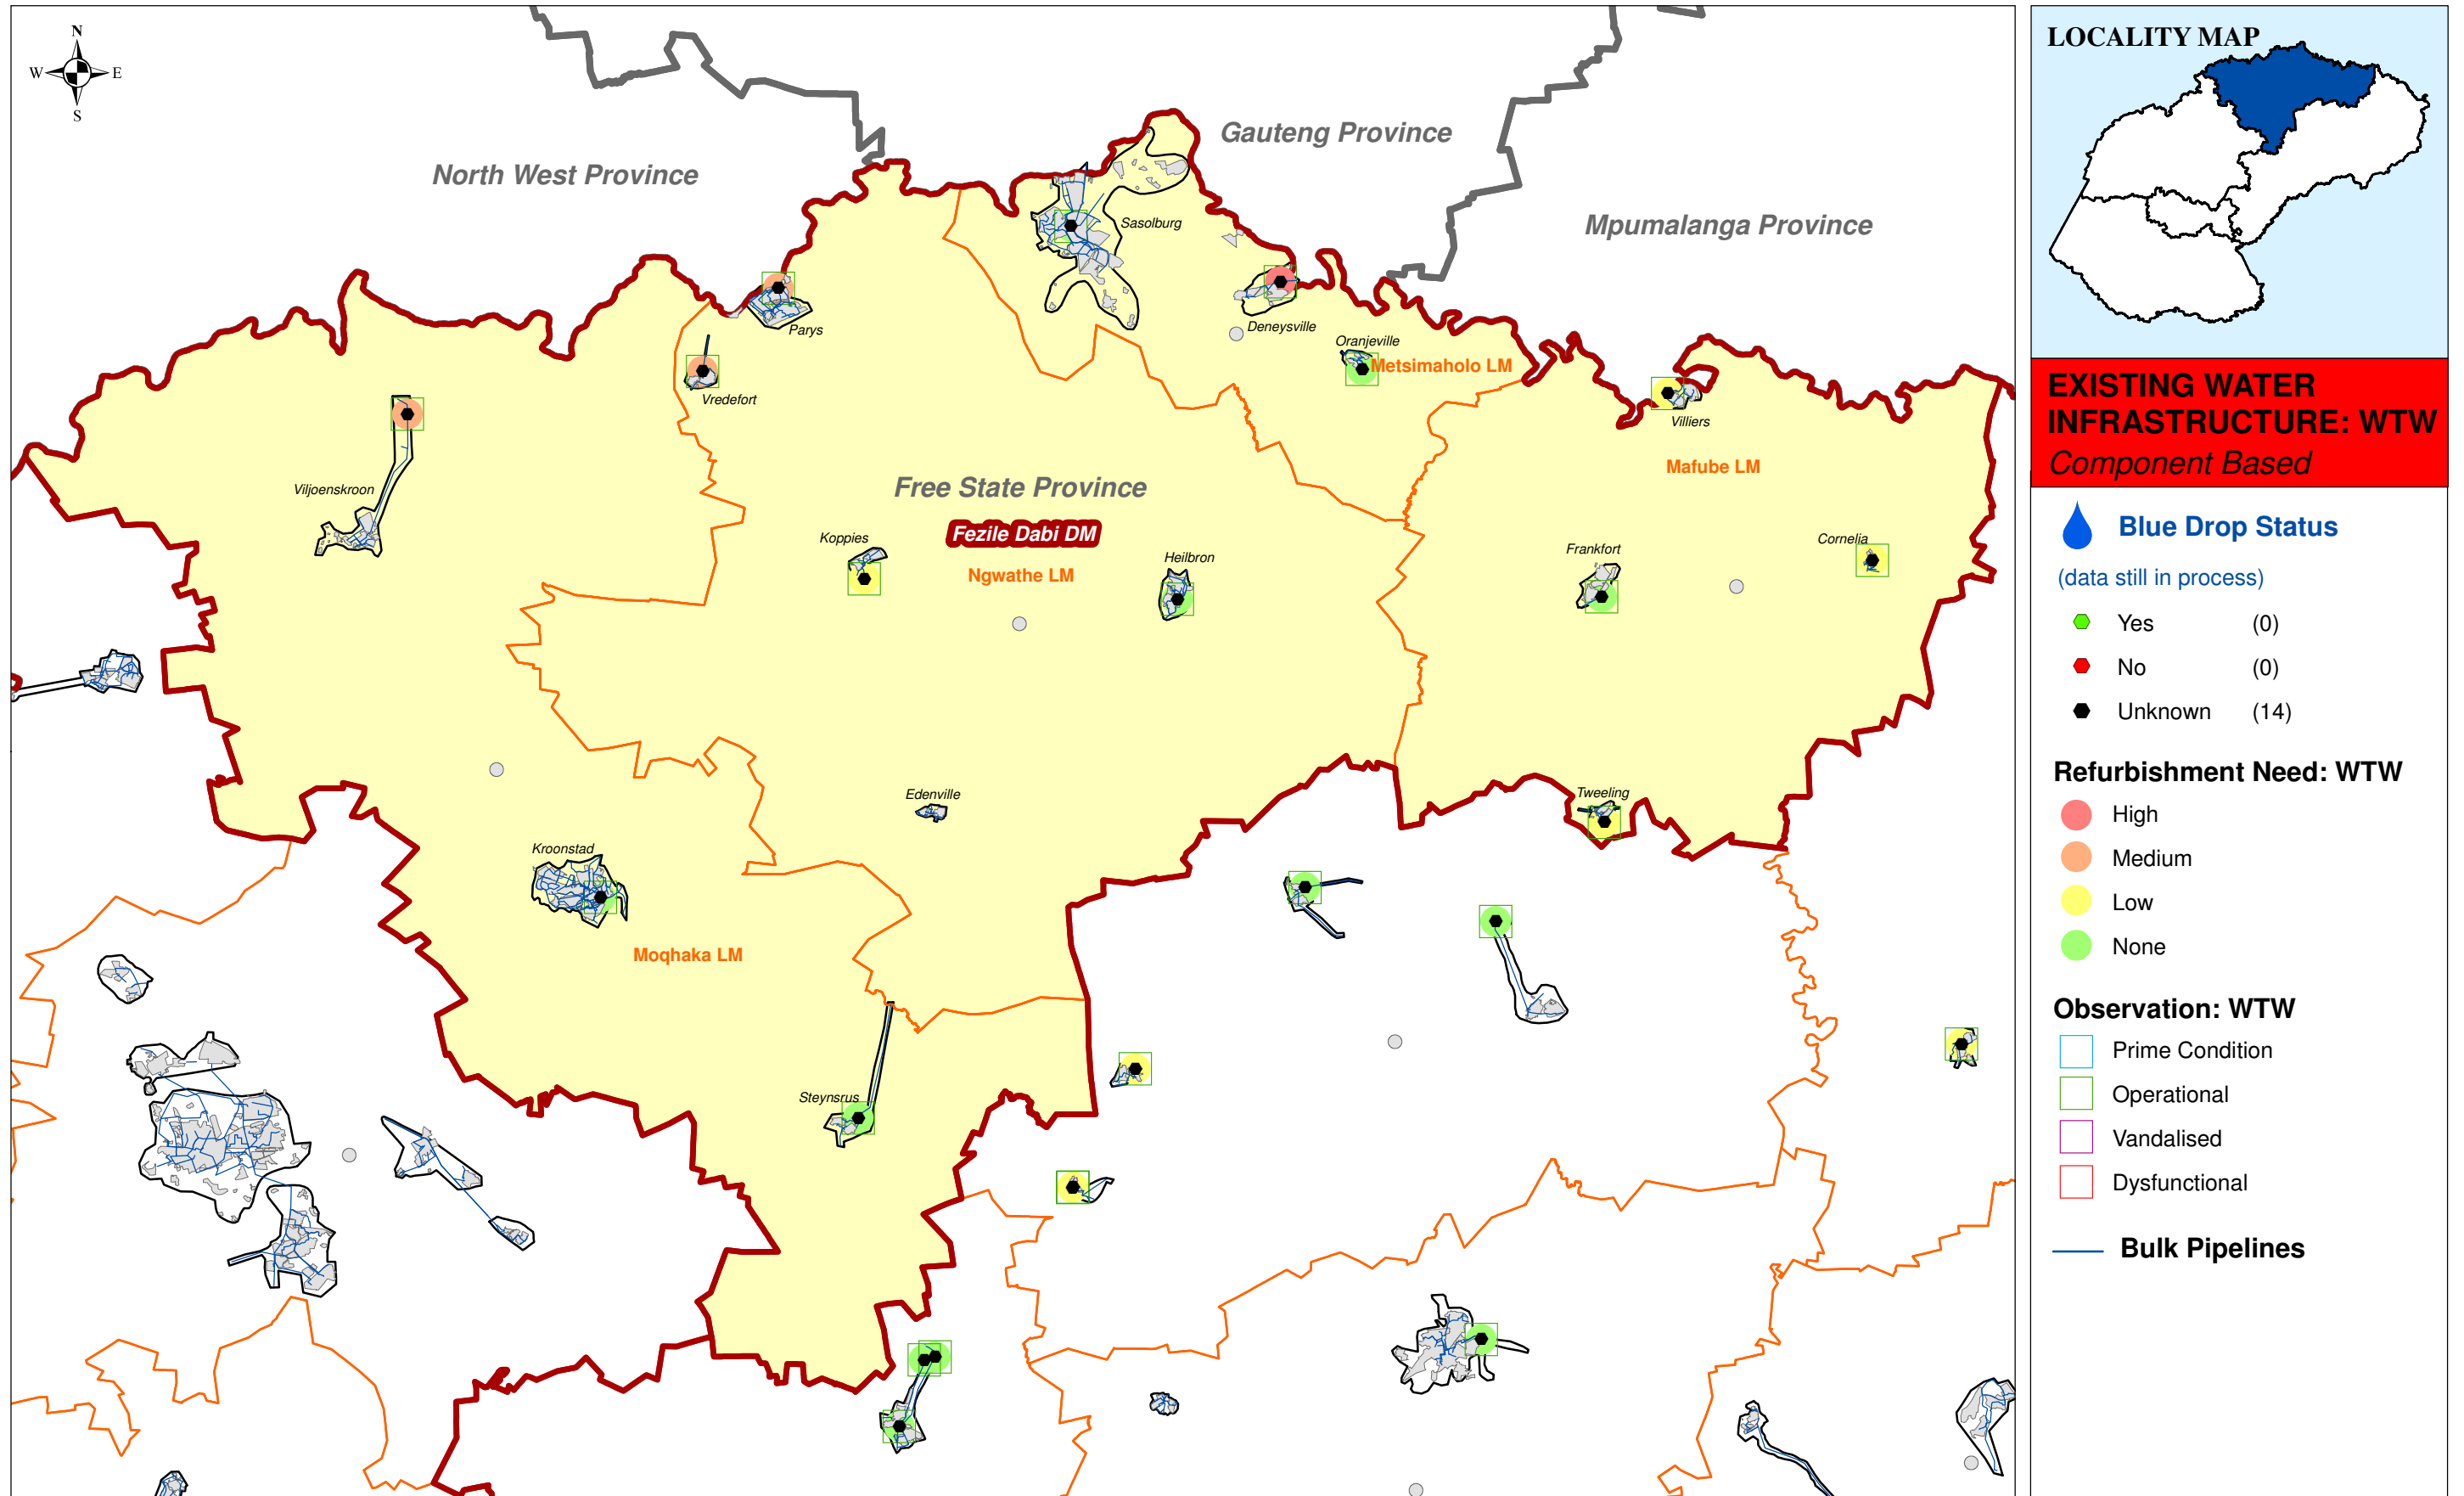 N
W
E
S
North West Province
Gauteng Province
Mpumalanga Province
Sasolburg
Parys
Deneysville
Oranjeville
Metsimaholo LM
Vredefort
Villiers
Mafube LM
Viljoenskroon
Free State Province
Fezile Dabi DM
Koppies
Ngwathe LM
Heilbron
Frankfort
Cornelia
Edenville
Tweeling
Kroonstad
Moqhaka LM
Steynsrus
LOCALITY MAP
EXISTING WATER
INFRASTRUCTURE: WTW
Component Based
Blue Drop Status
(data still in process)
Yes (0)
No (0)
Unknown (14)
Refurbishment Need: WTW
High
Medium
Low
None
Observation: WTW
Prime Condition
Operational
Vandalised
Dysfunctional
Bulk Pipelines